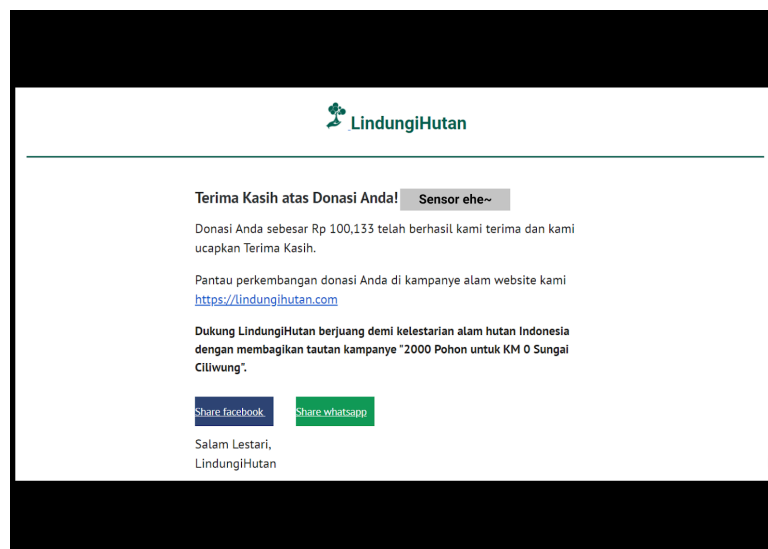 LindungiHutan
Terima Kasih atas Donasi Anda! Sensor ehe~
Donasi Anda sebesar Rp 100,133 telah berhasil kami terima dan kami
ucapkan Terima Kasih.
Pantau perkembangan donasi Anda di kampanye alam website kami
https://lindungihutan.com
Dukung LindungiHutan berjuang demi kelestarian alam hutan Indonesia
dengan membagikan tautan kampanye "2000 Pohon untuk KM 0 Sungai
Ciliwung".
Share facebook Share whatsapp
Salam Lestari,
LindungiHutan